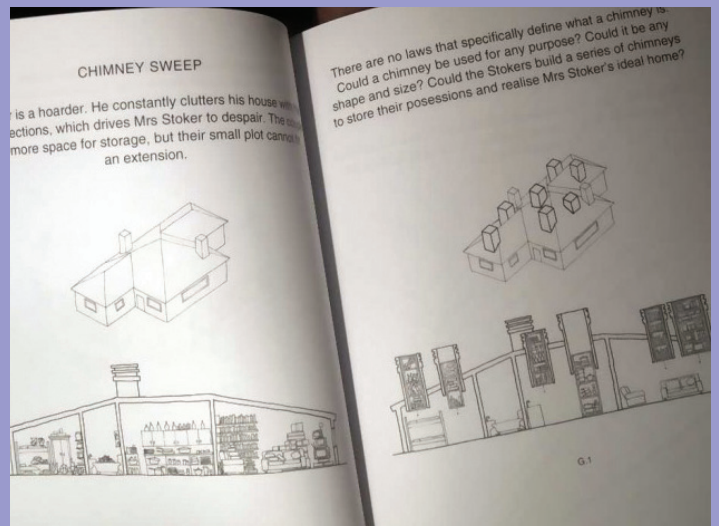 CHIMNEY SWEEP
is a hoarder. He constantly clutters his house
ections, which drives Mrs Stoker to despair. The
more space for storage, but their small plot cannot
an extension.
There are no laws that specifically define what a chimney is.
Could a chimney be used for any purpose? Could it be any
shape and size? Could the Stokers build a series of chimneys
to store their posessions and realise Mrs Stoker's ideal home?
G.1